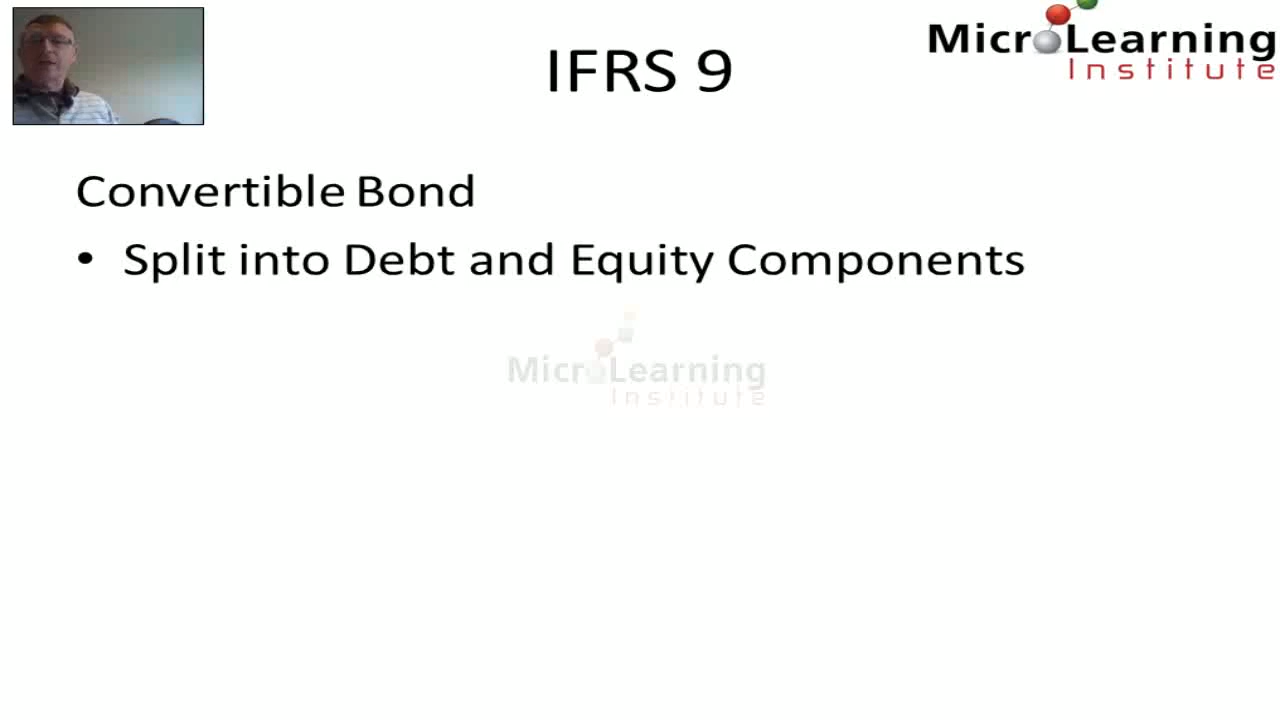 MicroLearning
Institute
IFRS 9
Convertible Bond
• Split into Debt and Equity Components
MicroLearning
Institute